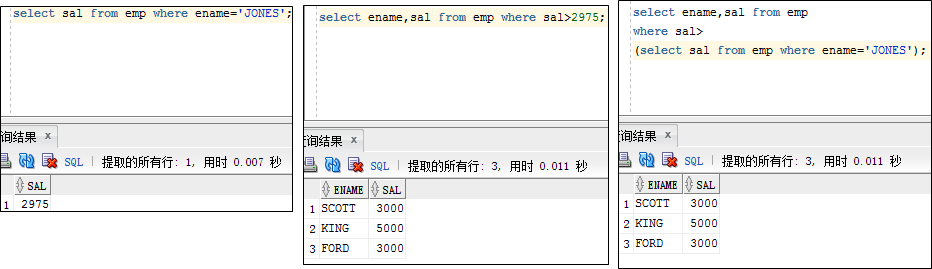 select sal from emp where ename='JONES';
询结果 x
SQL | 提取的所有行: 1, 用时 0.007 秒
SAL
1 2975
select ename,sal from emp where sal>2975;
查询结果 x
SQL | 提取的所有行: 3, 用时 0.011 秒
ENAME SAL
1 SCOTT 3000
2 KING 5000
3 FORD 3000
select ename,sal from emp
where sal>
(select sal from emp where ename='JONES');
查询结果 x
SQL | 提取的所有行: 3, 用时 0.011 秒
ENAME SAL
1 SCOTT 3000
2 KING 5000
3 FORD 3000